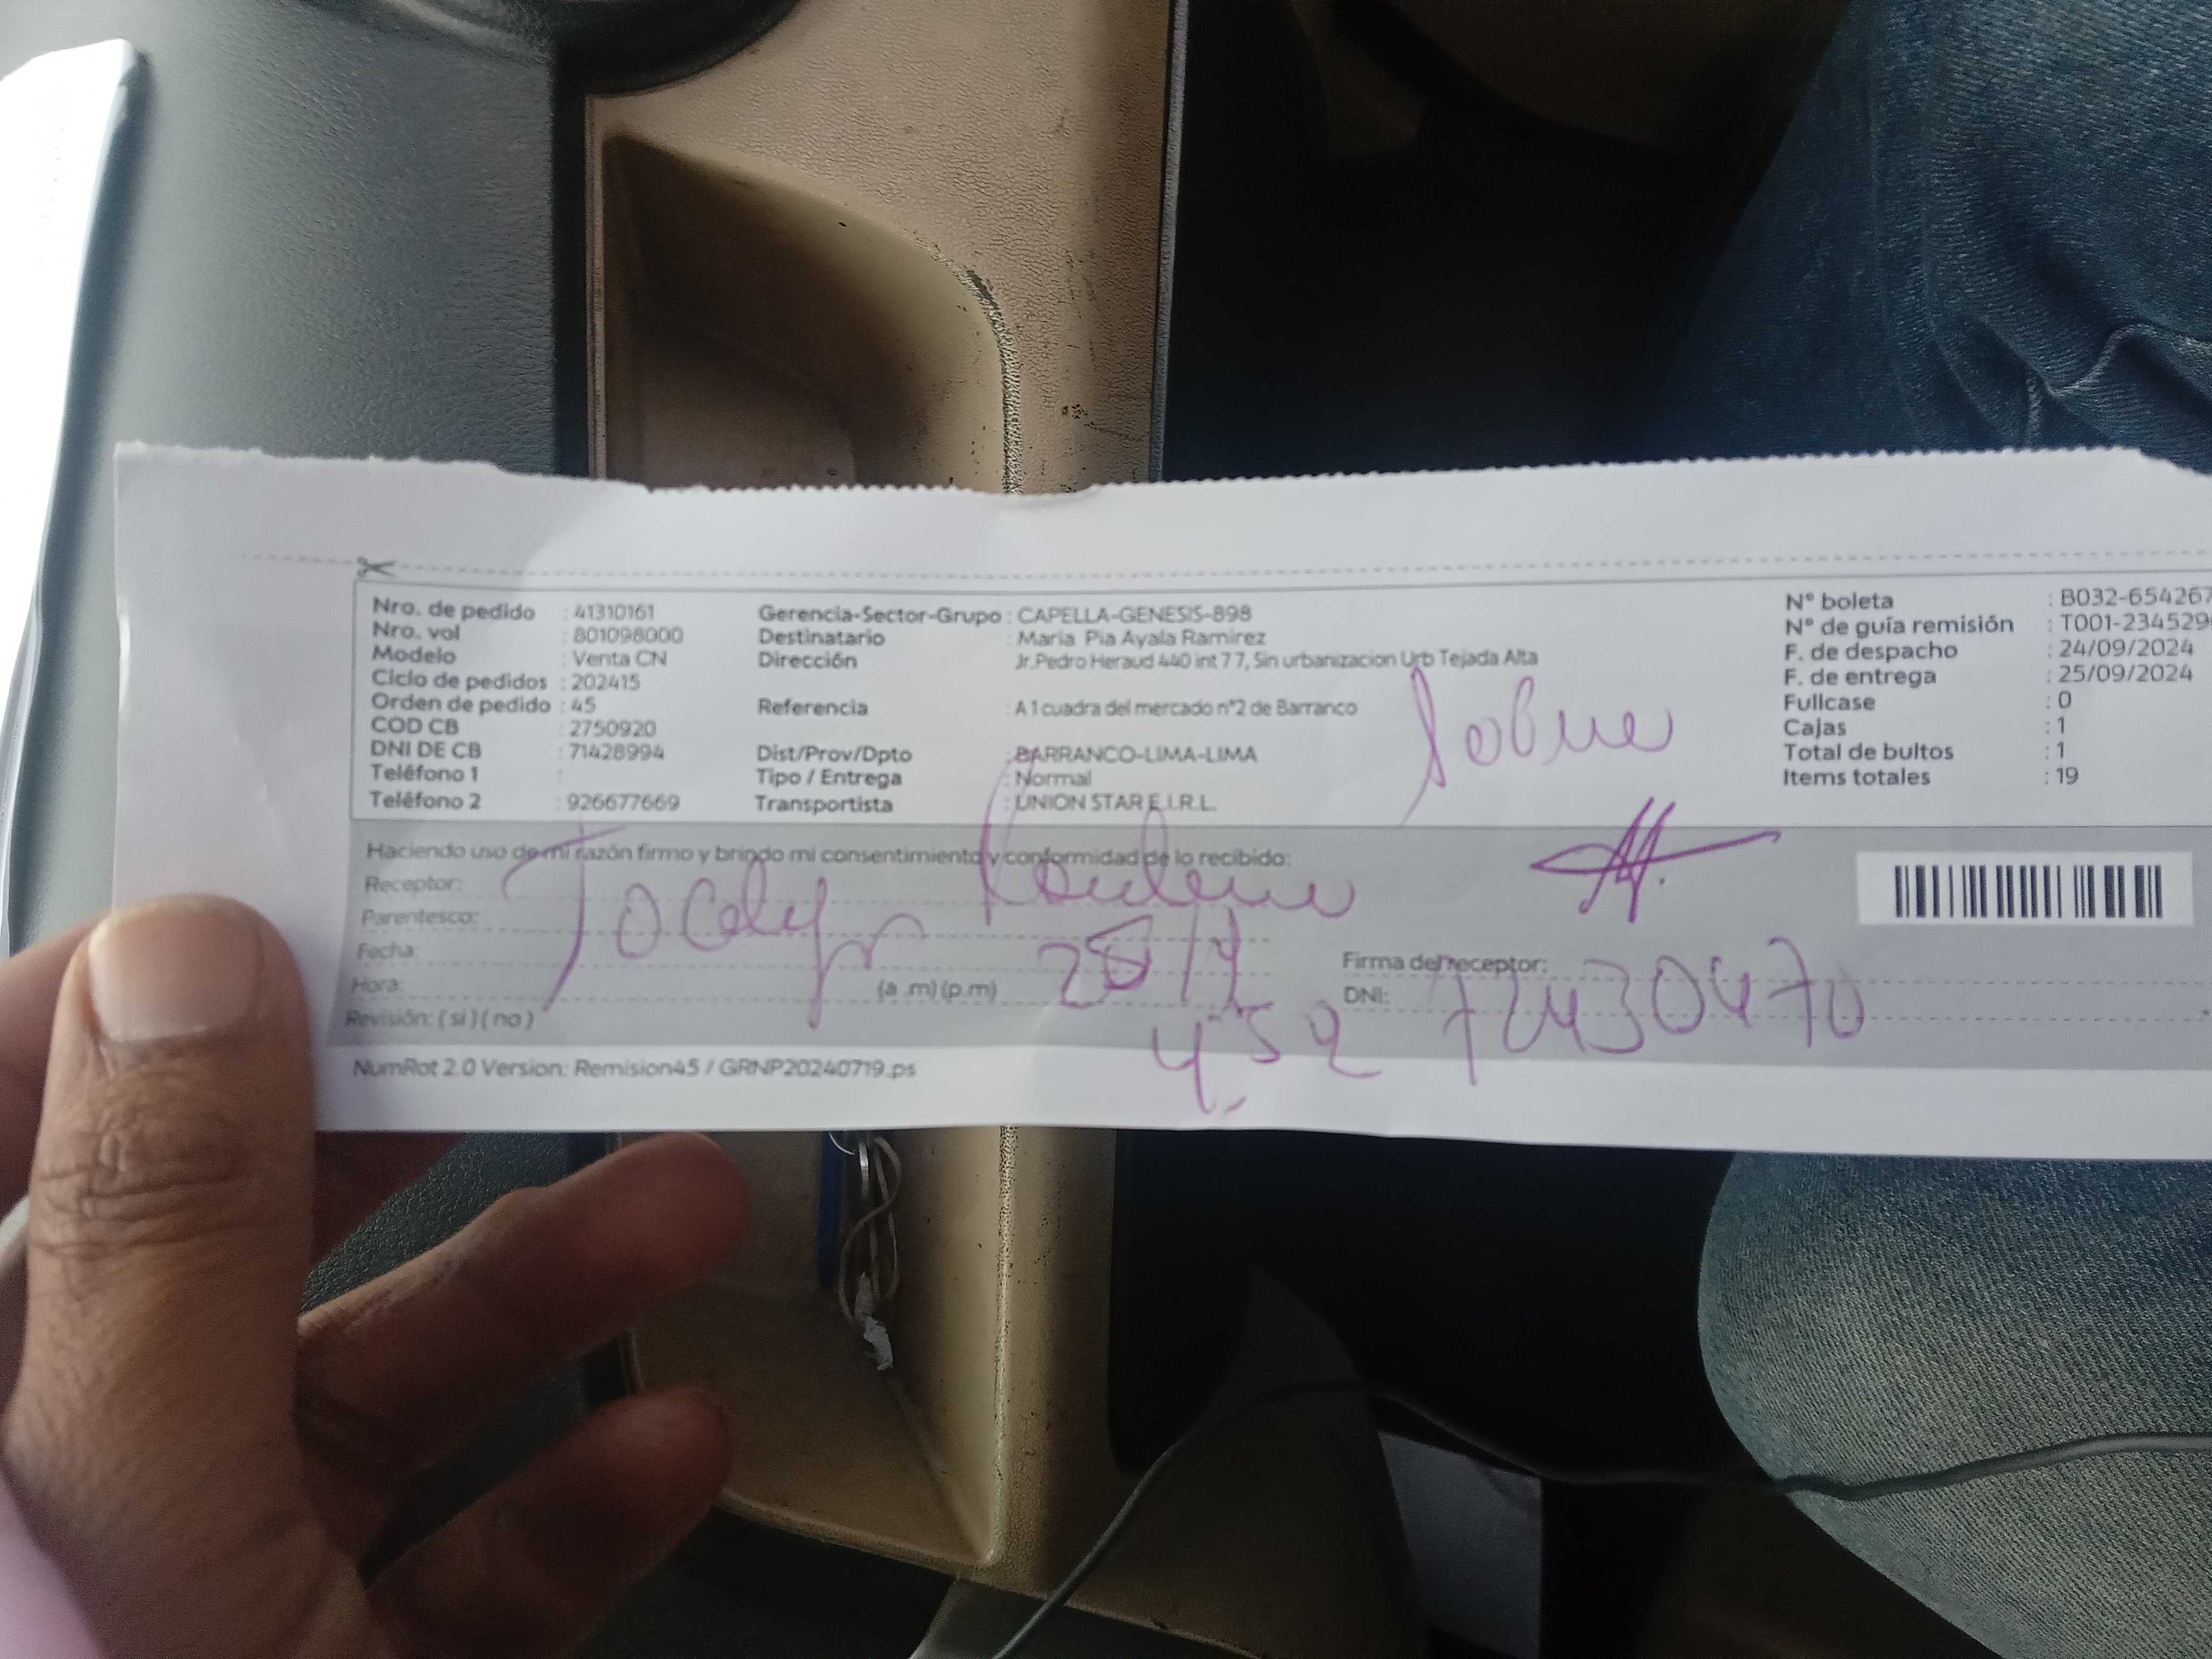 Nro. de pedido : 41310161 Gerencia-Sector-Grupo : CAPELLA-GENESIS-898 N° boleta : B032-654267
Nro. vol : 801098000 Destinatario : Maria Pia Ayala Ramirez N° de guía remisión : T001-234529
Modelo : Venta CN Dirección Jr.Pedro Heraud 440 int 77, Sin urbanizacion Urb Tejada Alta F. de despacho : 24/09/2024
Ciclo de pedidos : 202415 F. de entrega : 25/09/2024
Orden de pedido : 45 Referencia : A 1 cuadra del mercado n°2 de Barranco Fullcase : 0
COD CB : 2750920 Cajas : 1
DNI DE CB : 71428994 Dist/Prov/Dpto : BARRANCO-LIMA-LIMA Total de bultos : 1
Teléfono 1 : Tipo / Entrega : Normal Items totales : 19
Teléfono 2 : 926677669 Transportista : UNION STAR E.I.R.L.
Haciendo uso de mi razón firmo y brindo mi consentimiento y conformidad de lo recibido:
Receptor: Jocelyn
Parentesco:
Fecha: Firma del receptor:
Hora: (a .m) (p.m) DNI: 72430470
Revisión: ( si ) ( no )
NumRot 2.0 Version: Remision45 / GRNP20240719.ps